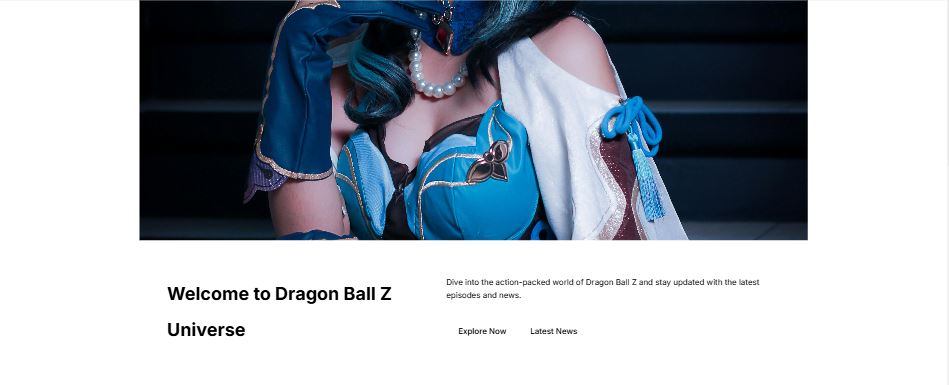 Welcome to Dragon Ball Z
Universe
Dive into the action-packed world of Dragon Ball Z and stay updated with the latest
episodes and news.
Explore Now
Latest News